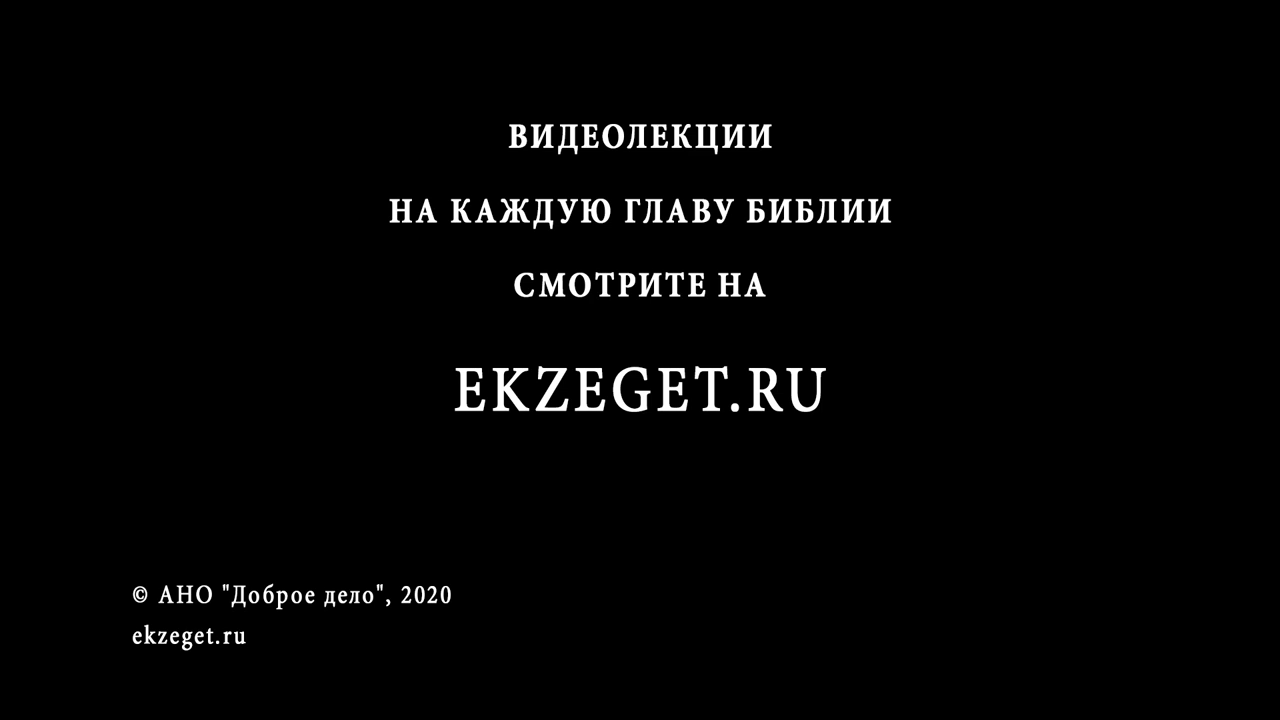 ВИДЕОЛЕКЦИИ
НА КАЖДУЮ ГЛАВУ БИБЛИИ
СМОТРИТЕ НА
EKZEGET.RU
© АНО "Доброе дело", 2020
ekzeget.ru